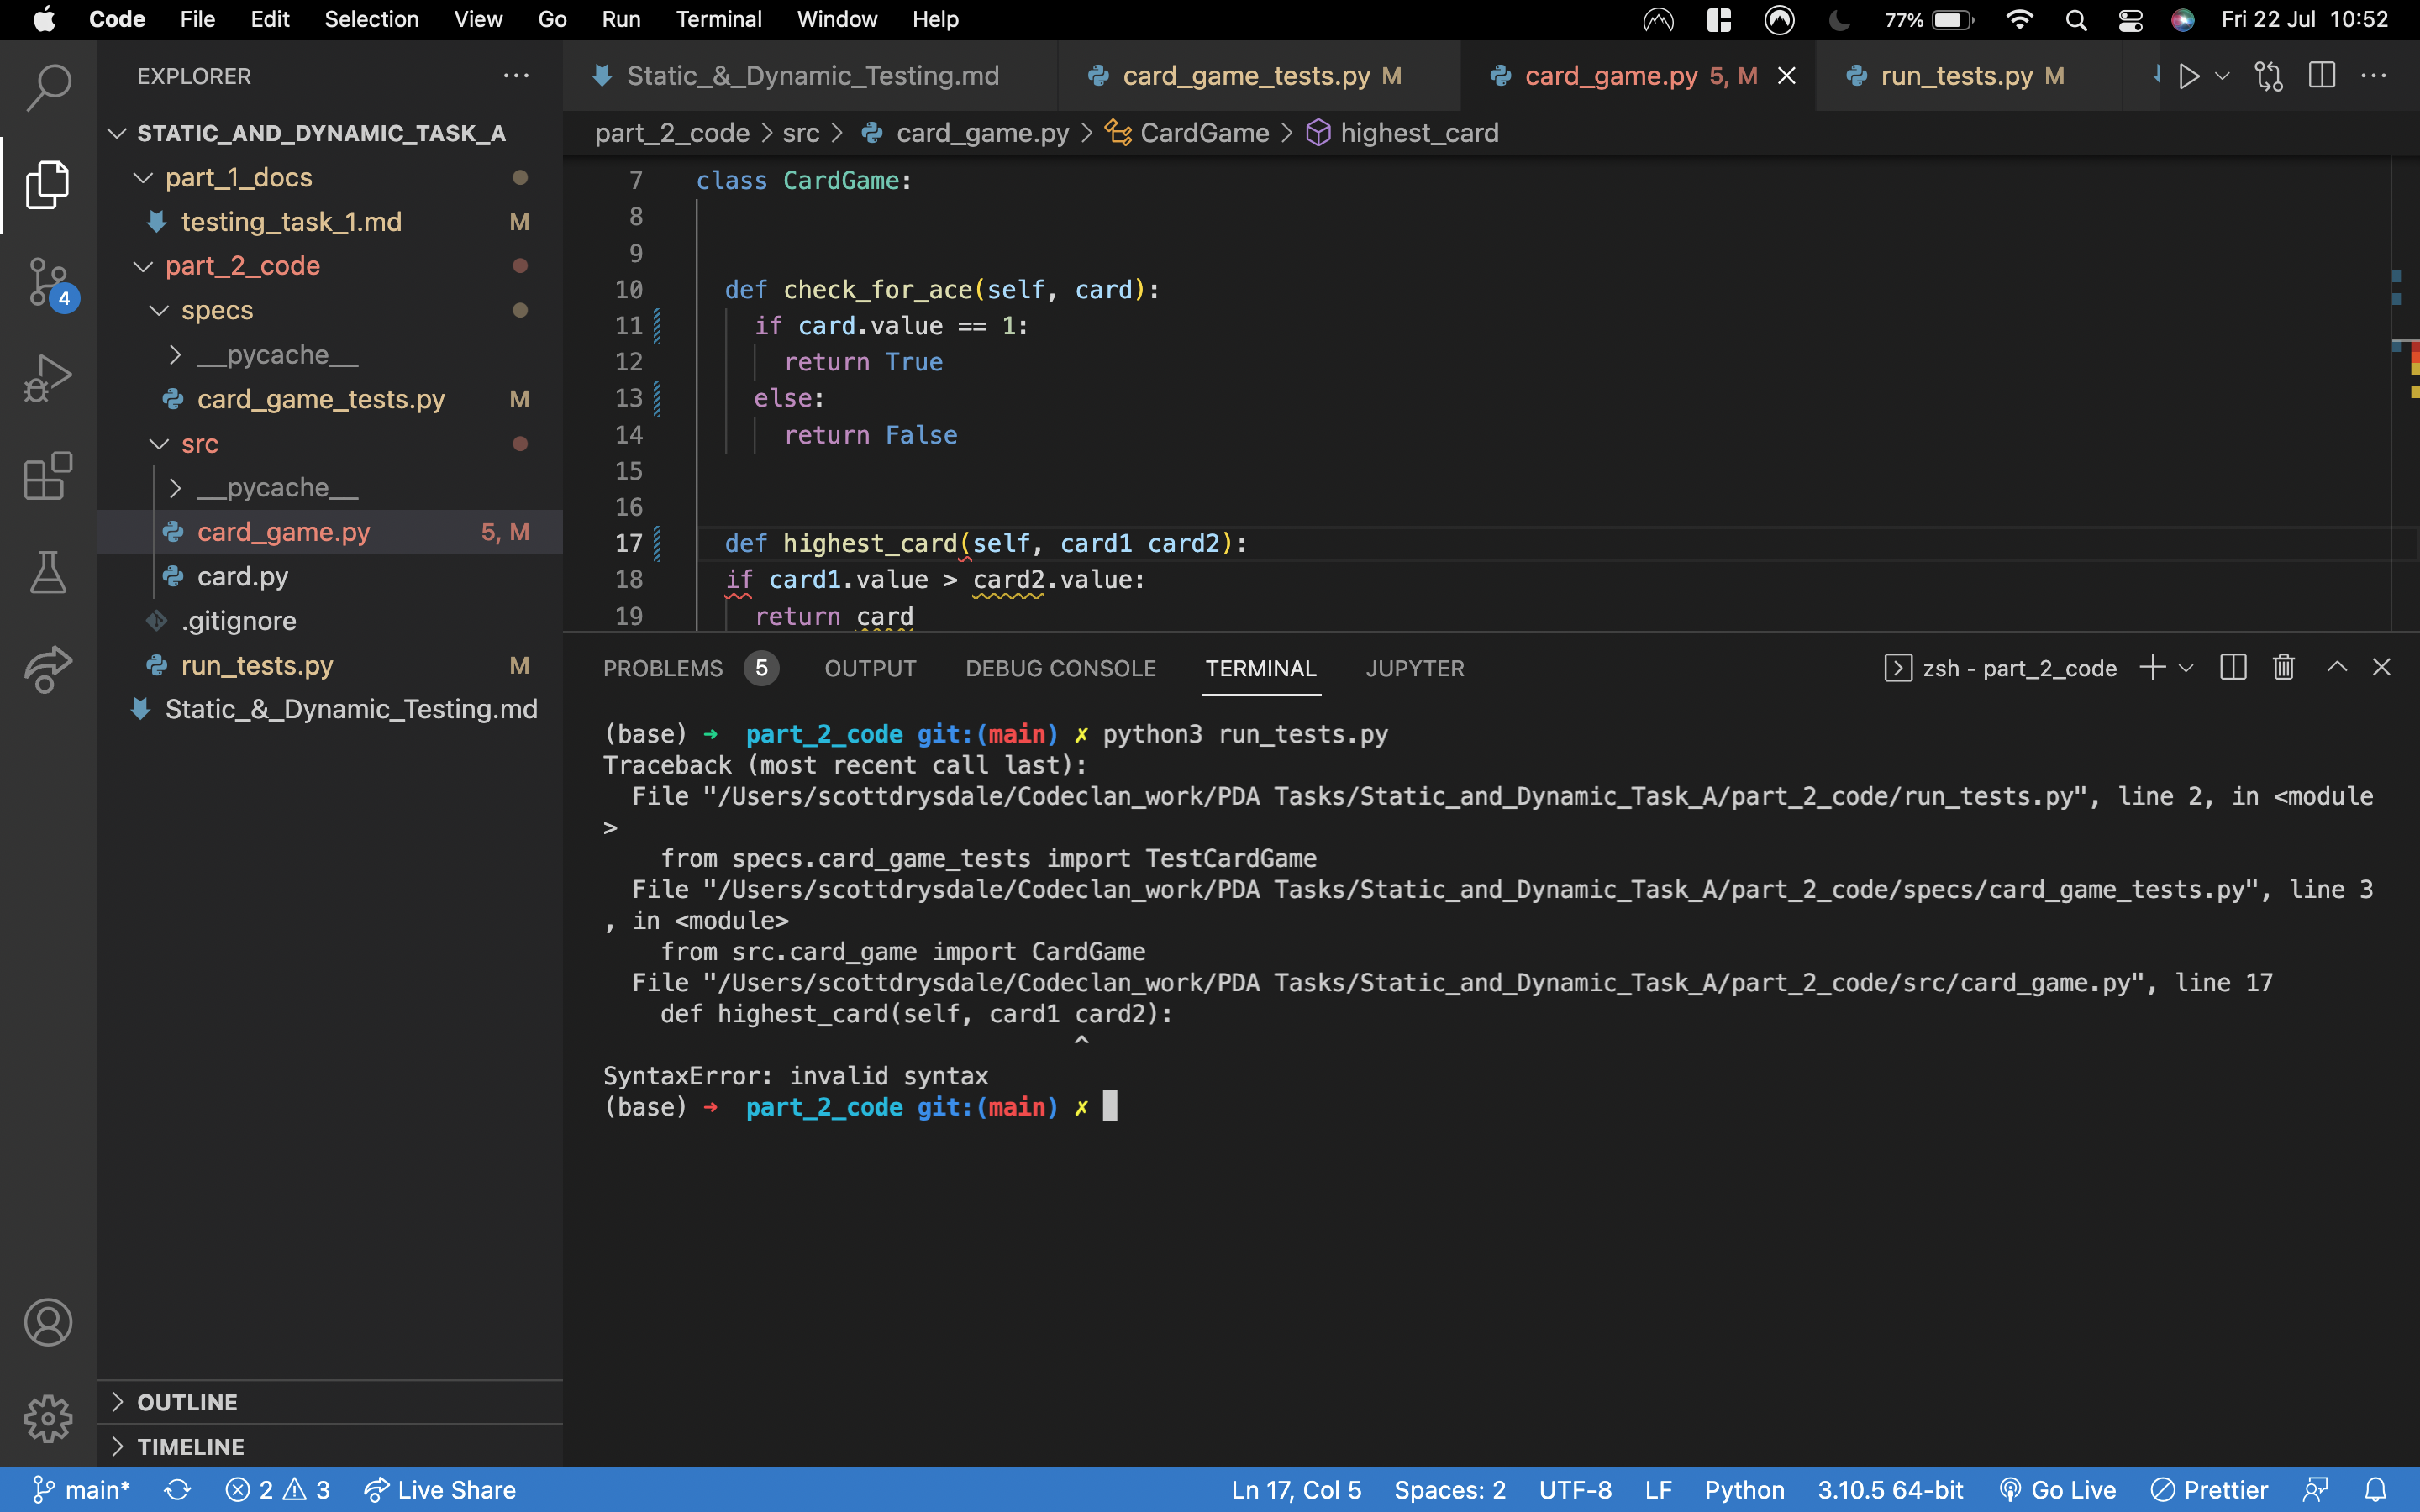 Code File Edit Selection View Go Run Terminal Window Help 77% Fri 22 Jul 10:52
EXPLORER
STATIC_AND_DYNAMIC_TASK_A
part_1_docs
testing_task_1.md M
part_2_code
specs
__pycache__
card_game_tests.py M
src
__pycache__
card_game.py 5, M
card.py
.gitignore
run_tests.py M
Static_&_Dynamic_Testing.md
4
OUTLINE
TIMELINE
Static_&_Dynamic_Testing.md card_game_tests.py M card_game.py 5, M run_tests.py M
part_2_code > src > card_game.py > CardGame > highest_card
7 class CardGame:
8
9
10 def check_for_ace(self, card):
11 if card.value == 1:
12 return True
13 else:
14 return False
15
16
17 def highest_card(self, card1 card2):
18 if card1.value > card2.value:
19 return card
PROBLEMS 5 OUTPUT DEBUG CONSOLE TERMINAL JUPYTER zsh - part_2_code
(base) ➜ part_2_code git:(main) ✗ python3 run_tests.py
Traceback (most recent call last):
File "/Users/scottdrysdale/Codeclan_work/PDA Tasks/Static_and_Dynamic_Task_A/part_2_code/run_tests.py", line 2, in <module
>
from specs.card_game_tests import TestCardGame
File "/Users/scottdrysdale/Codeclan_work/PDA Tasks/Static_and_Dynamic_Task_A/part_2_code/specs/card_game_tests.py", line 3
, in <module>
from src.card_game import CardGame
File "/Users/scottdrysdale/Codeclan_work/PDA Tasks/Static_and_Dynamic_Task_A/part_2_code/src/card_game.py", line 17
def highest_card(self, card1 card2):
^
SyntaxError: invalid syntax
(base) ➜ part_2_code git:(main) ✗
main* 2 3 Live Share Ln 17, Col 5 Spaces: 2 UTF-8 LF Python 3.10.5 64-bit Go Live Prettier